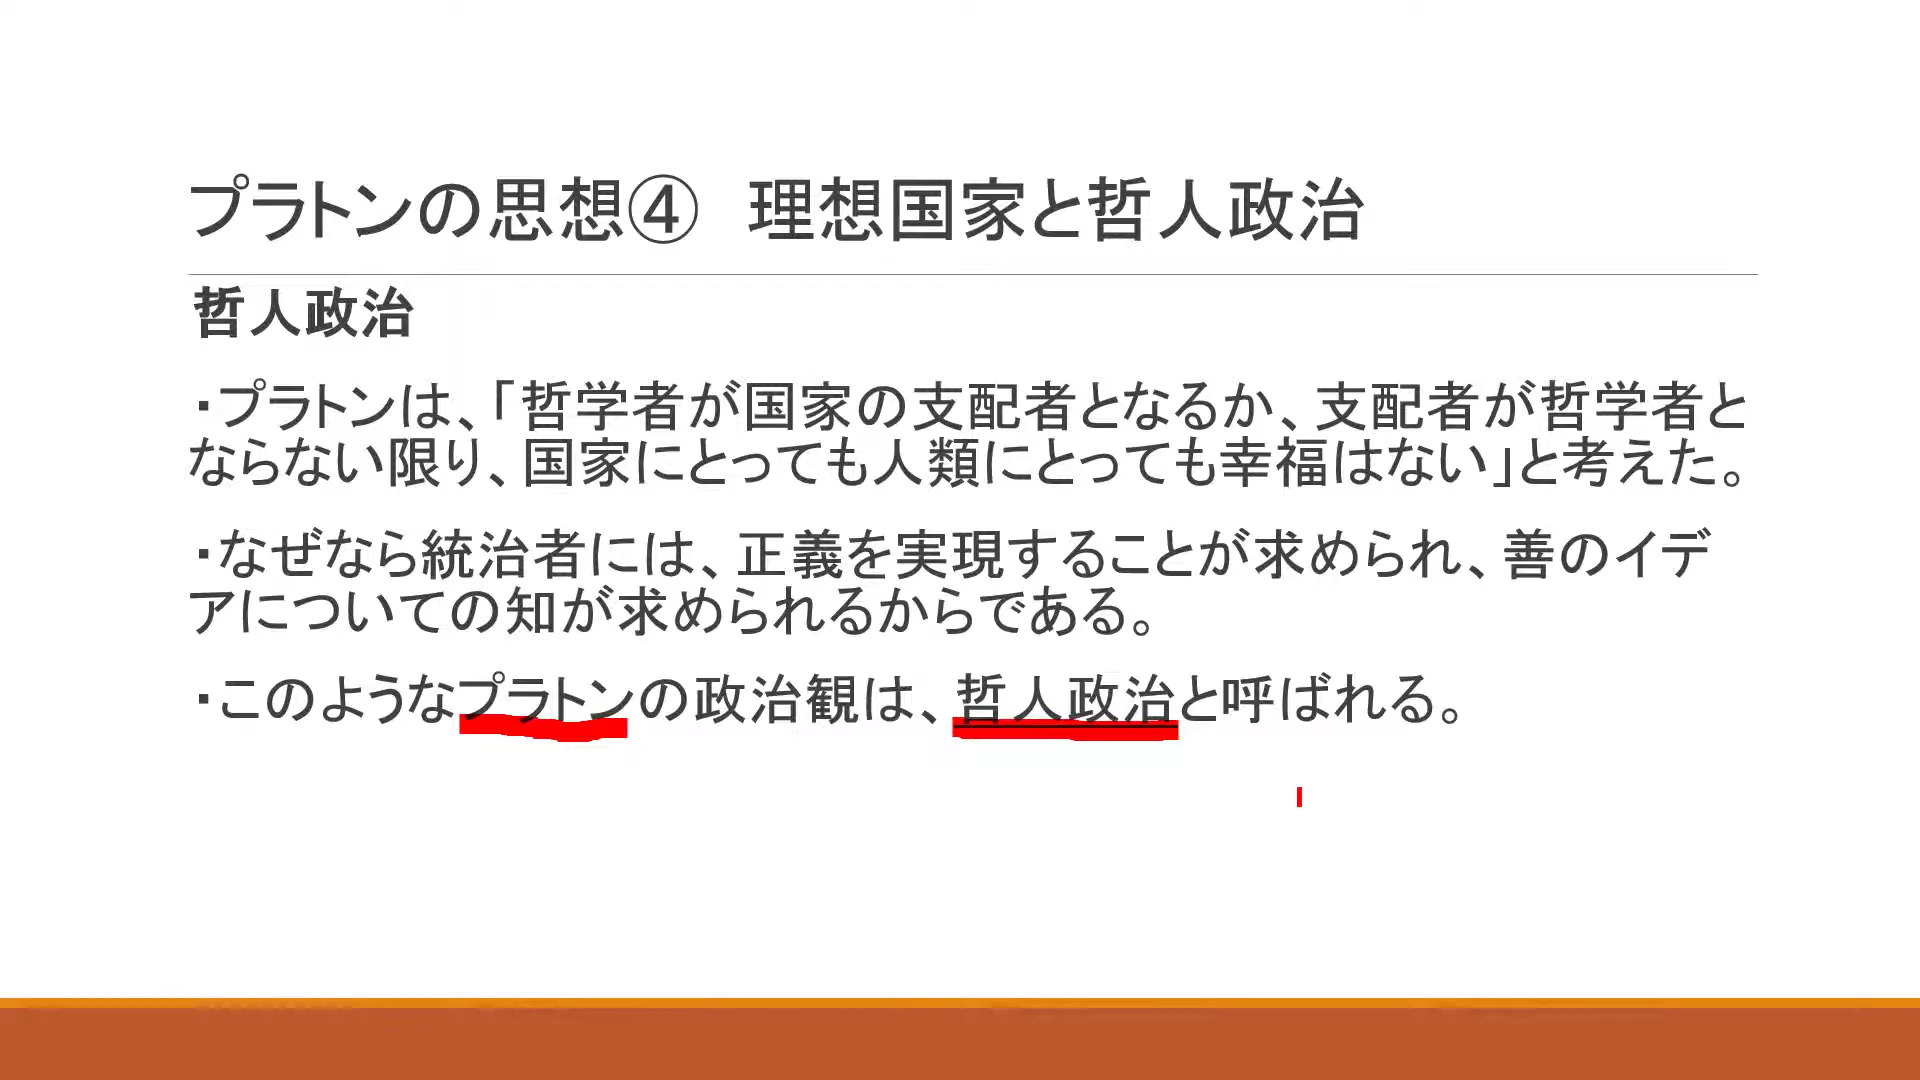 プラトンの思想④　理想国家と哲人政治
哲人政治
・プラトンは、「哲学者が国家の支配者となるか、支配者が哲学者と
ならない限り、国家にとっても人類にとっても幸福はない」と考えた。
・なぜなら統治者には、正義を実現することが求められ、善のイデ
アについての知が求められるからである。
・このようなプラトンの政治観は、哲人政治と呼ばれる。